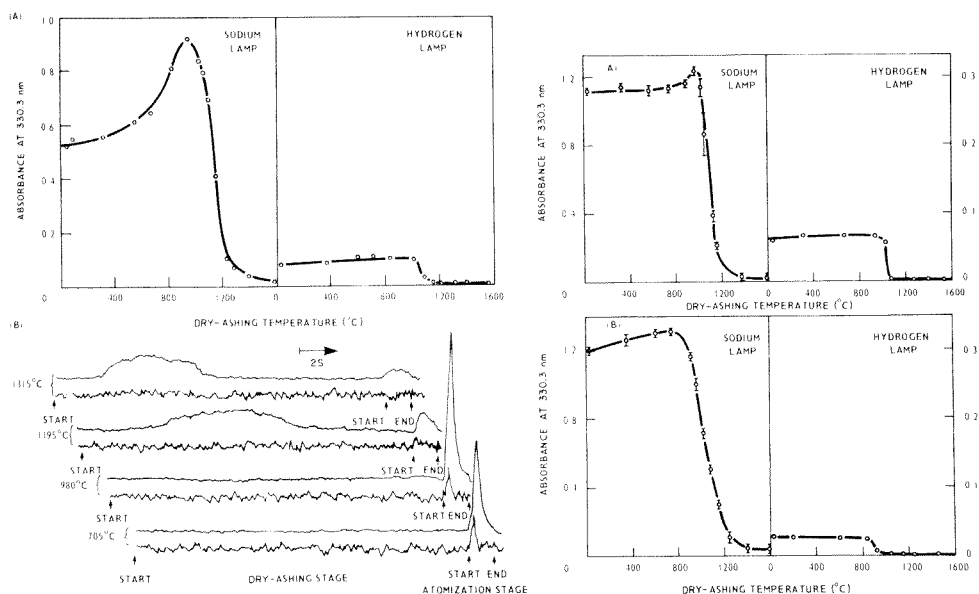 (A)
ABSORBANCE AT 330.3 nm
1.0
0.8
0.6
0.4
0.2
0
SODIUM
LAMP
HYDROGEN
LAMP
400 800 1200 0 400 800 1200 1600
DRY-ASHING TEMPERATURE (°C)
(B)
2S
1315°C
START
START END
1195°C
START
START END
980°C
START
START END
705°C
START
START END
DRY-ASHING STAGE
ATOMIZATION STAGE
A)
ABSORBANCE AT 330.3 nm
1.2
0.8
0.4
0
SODIUM
LAMP
HYDROGEN
LAMP
0.3
0.2
0.1
0
400 800 1200 0 400 800 1200 1600
DRY-ASHING TEMPERATURE (°C)
(B)
ABSORBANCE AT 330.3 nm
0.8
0
SODIUM
LAMP
HYDROGEN
LAMP
0.3
0.2
0.1
0
400 800 1200 0 400 800 1200 1600
DRY-ASHING TEMPERATURE (°C)